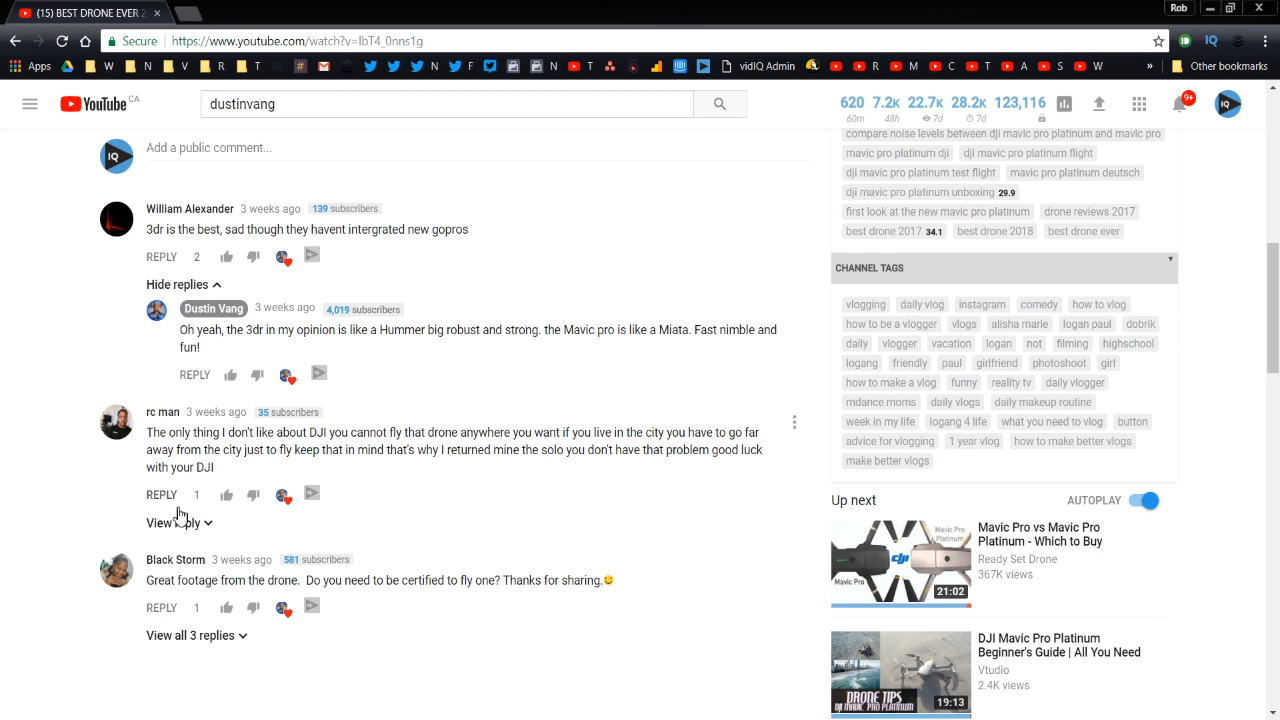 (15) BEST DRONE EVER 2
Rob
Secure https://www.youtube.com/watch?v=IbT4_0nns1g
Apps W N V R T N F N T vidIQ Admin R M C T A S W » Other bookmarks
YouTube CA
dustinvang
620 7.2K 22.7K 28.2K 123,116
60m 48h 7d 7d
9+
IQ
IQ
Add a public comment...
William Alexander 3 weeks ago 139 subscribers
3dr is the best, sad though they havent intergrated new gopros
REPLY 2
Hide replies
Dustin Vang 3 weeks ago 4,019 subscribers
Oh yeah, the 3dr in my opinion is like a Hummer big robust and strong. the Mavic pro is like a Miata. Fast nimble and
fun!
REPLY
rc man 3 weeks ago 35 subscribers
The only thing I don't like about DJI you cannot fly that drone anywhere you want if you live in the city you have to go far
away from the city just to fly keep that in mind that's why I returned mine the solo you don't have that problem good luck
with your DJI
REPLY 1
View reply
Black Storm 3 weeks ago 581 subscribers
Great footage from the drone. Do you need to be certified to fly one? Thanks for sharing.
REPLY 1
View all 3 replies
compare noise levels between dji mavic pro platinum and mavic pro
mavic pro platinum dji dji mavic pro platinum flight
dji mavic pro platinum test flight mavic pro platinum deutsch
dji mavic pro platinum unboxing 29.9
first look at the new mavic pro platinum drone reviews 2017
best drone 2017 34.1 best drone 2018 best drone ever
CHANNEL TAGS
vlogging daily vlog instagram comedy how to vlog
how to be a vlogger vlogs alisha marie logan paul dobrik
daily vlogger vacation logan not filming highschool
logang friendly paul girlfriend photoshoot girl
how to make a vlog funny reality tv daily vlogger
mdance moms daily vlogs daily makeup routine
week in my life logang 4 life what you need to vlog button
advice for vlogging 1 year vlog how to make better vlogs
make better vlogs
Up next AUTOPLAY
Mavic Pro
Platinum
dji
Mavic Pro
21:02
Mavic Pro vs Mavic Pro
Platinum - Which to Buy
Ready Set Drone
367K views
DRONE TIPS
DJI MAVIC PRO PLATINUM
19:13
DJI Mavic Pro Platinum
Beginner's Guide | All You Need
Vtudio
2.4K views